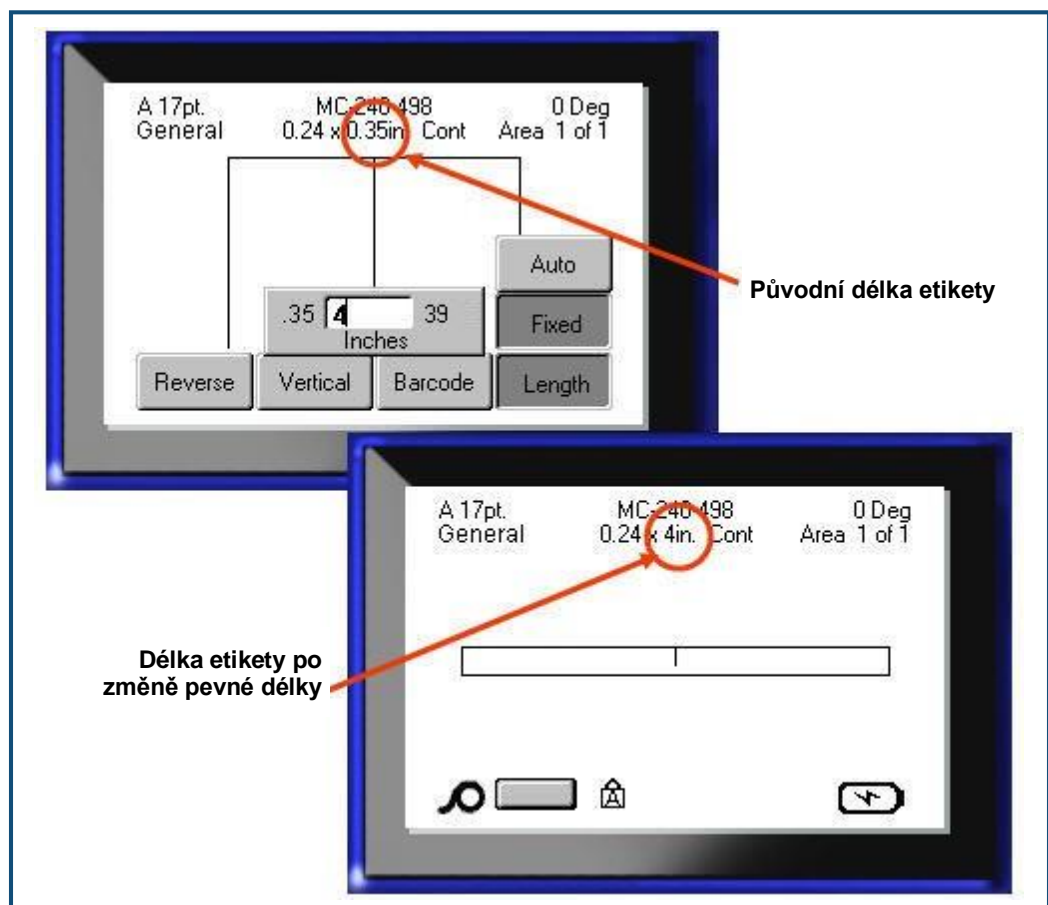 A 17pt. MC-240-498 0 Deg
General 0.24 x 0.35in. Cont Area 1 of 1
Auto
Původní délka etikety
.35 4 39
Fixed
Inches
Reverse Vertical Barcode Length
A 17pt. MC-240-498 0 Deg
General 0.24 x 4in. Cont Area 1 of 1
Délka etikety po
změně pevné délky
A